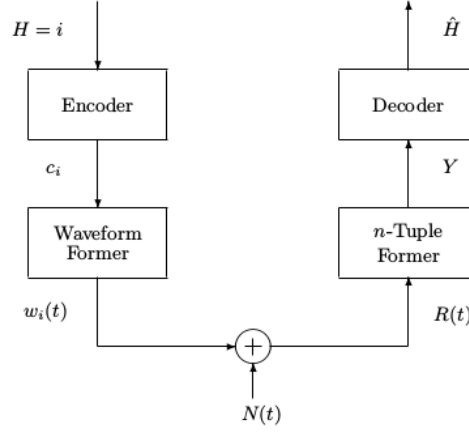 H = i
Ĥ
Encoder
Decoder
c_i
Y
Waveform
Former
n-Tuple
Former
w_i(t)
R(t)
+
N(t)